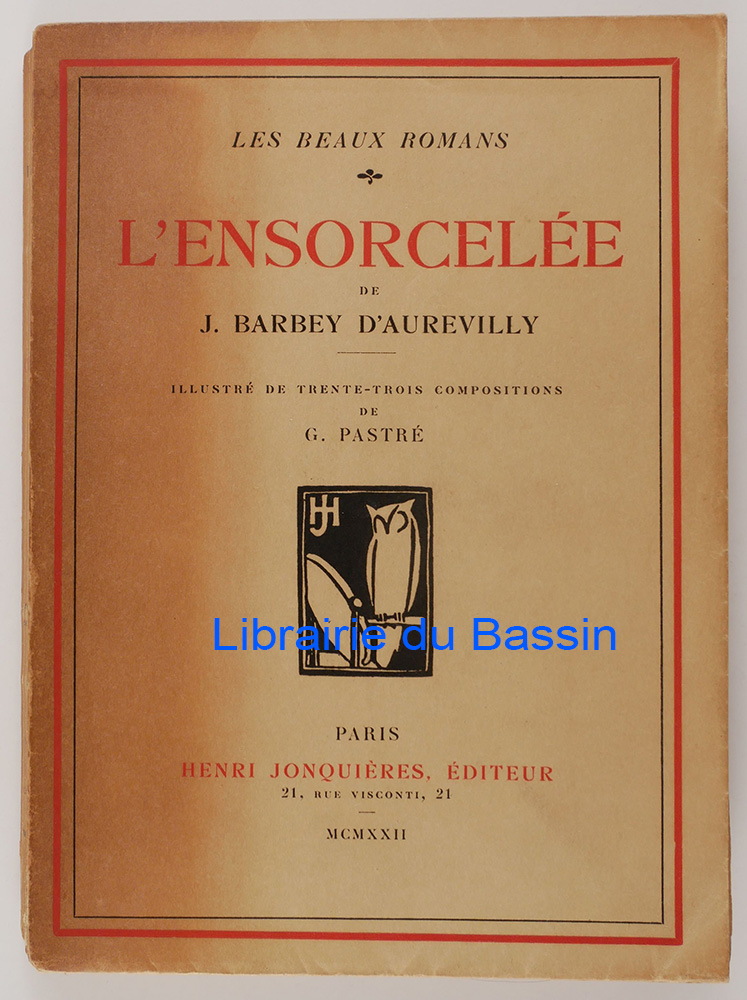 LES BEAUX ROMANS
L'ENSORCELÉE
DE
J. BARBEY D'AUREVILLY
ILLUSTRÉ DE TRENTE-TROIS COMPOSITIONS
DE
G. PASTRÉ
HJ
Librairie du Bassin
PARIS
HENRI JONQUIÈRES, ÉDITEUR
21, RUE VISCONTI, 21
MCMXXII